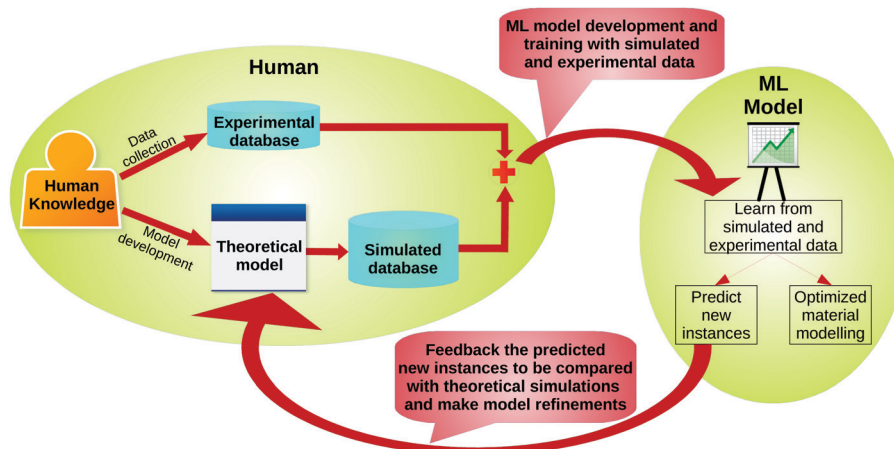 ML model development and
training with simulated
and experimental data
Human
ML
Model
Experimental
database
Data
collection
Human
Knowledge
Model
development
Theoretical
model
Simulated
database
Learn from
simulated and
experimental data
Predict
new
instances
Optimized
material
modelling
Feedback the predicted
new instances to be compared
with theoretical simulations
and make model refinements